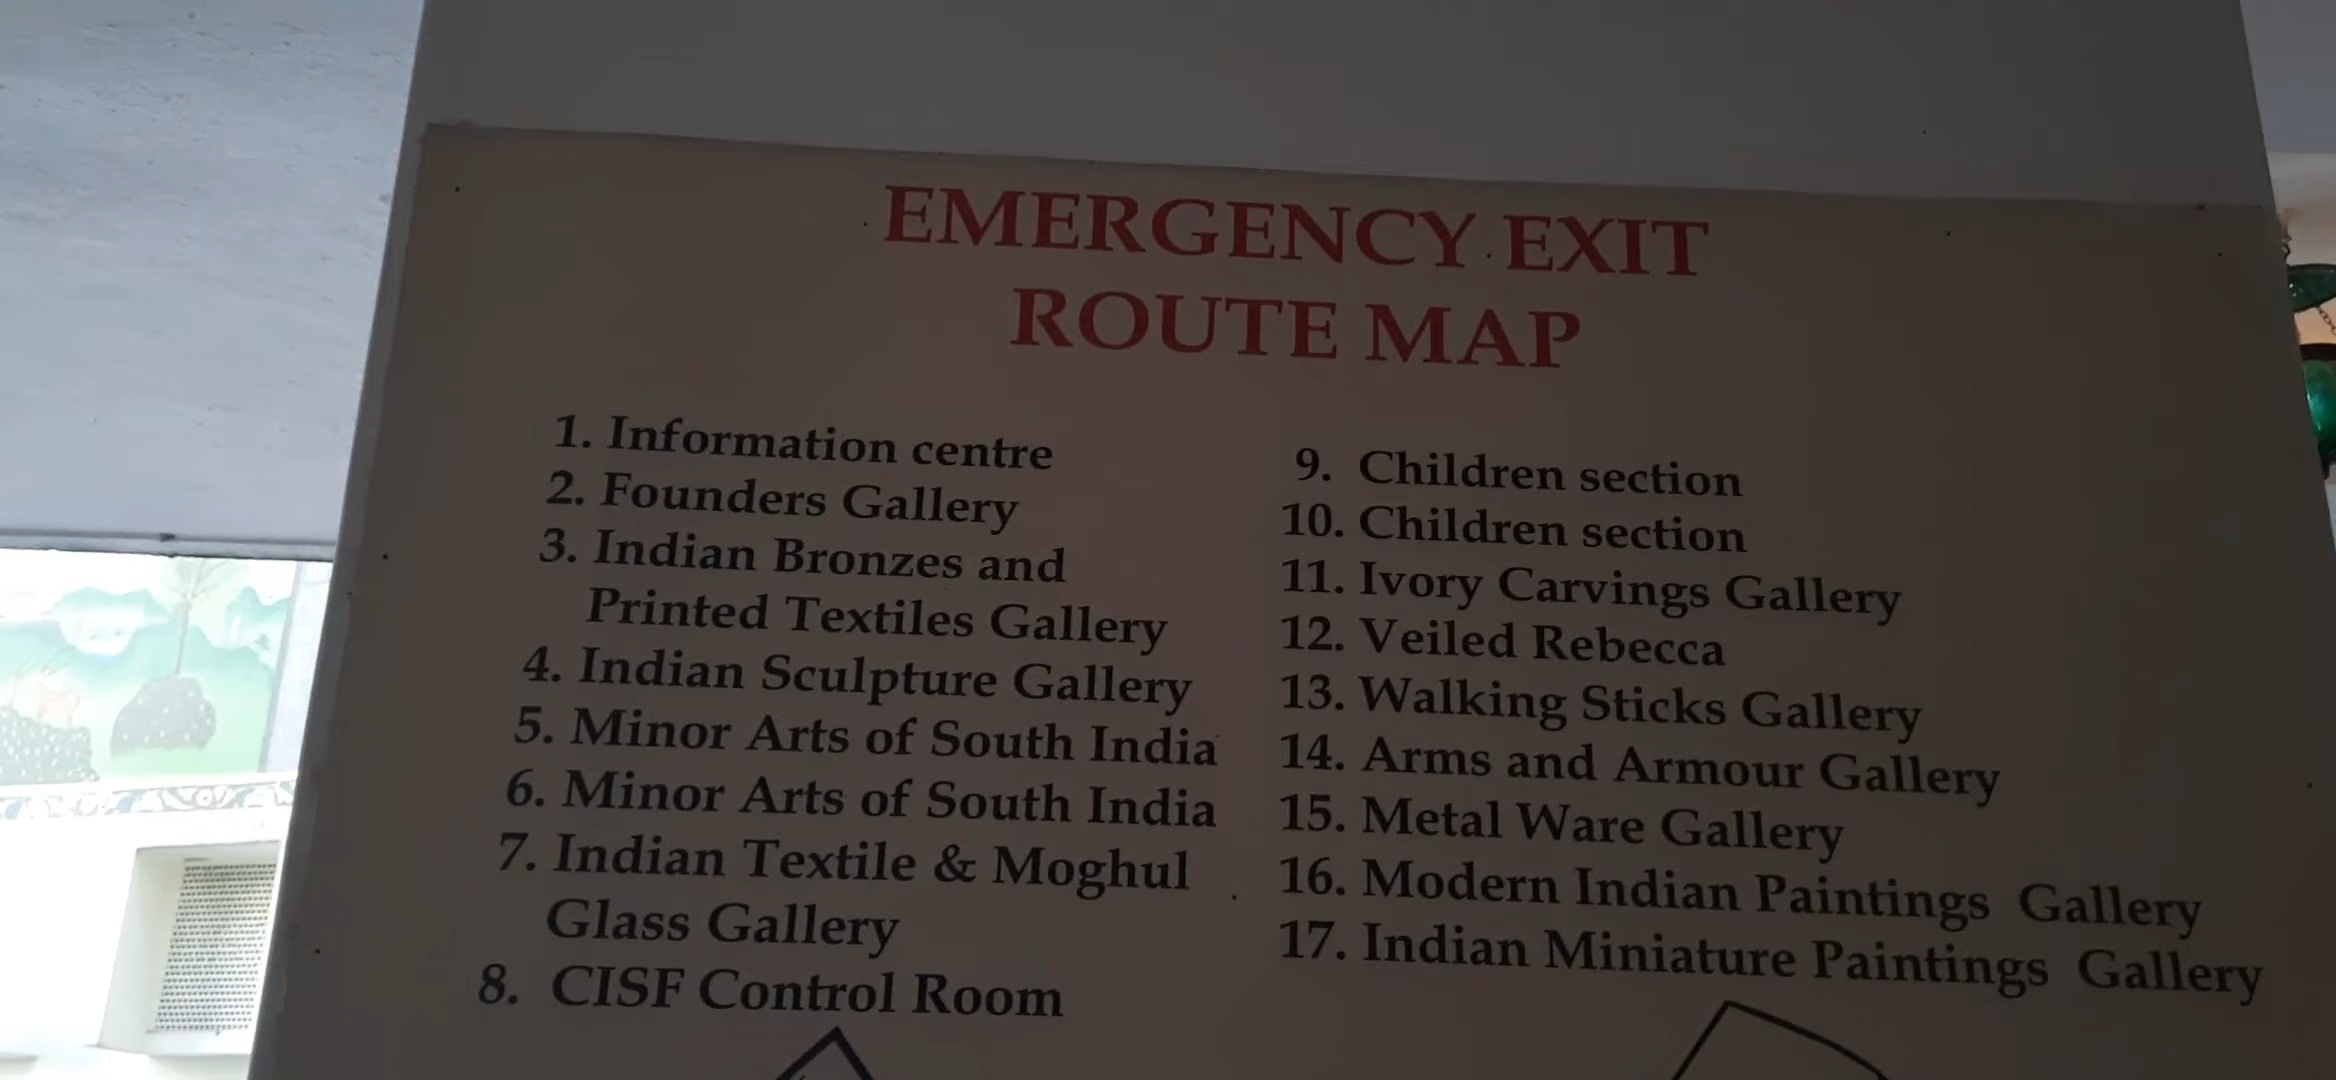 EMERGENCY EXIT
ROUTE MAP
1. Information centre
2. Founders Gallery
3. Indian Bronzes and
Printed Textiles Gallery
4. Indian Sculpture Gallery
5. Minor Arts of South India
6. Minor Arts of South India
7. Indian Textile & Moghul
Glass Gallery
8. CISF Control Room
9. Children section
10. Children section
11. Ivory Carvings Gallery
12. Veiled Rebecca
13. Walking Sticks Gallery
14. Arms and Armour Gallery
15. Metal Ware Gallery
16. Modern Indian Paintings Gallery
17. Indian Miniature Paintings Gallery